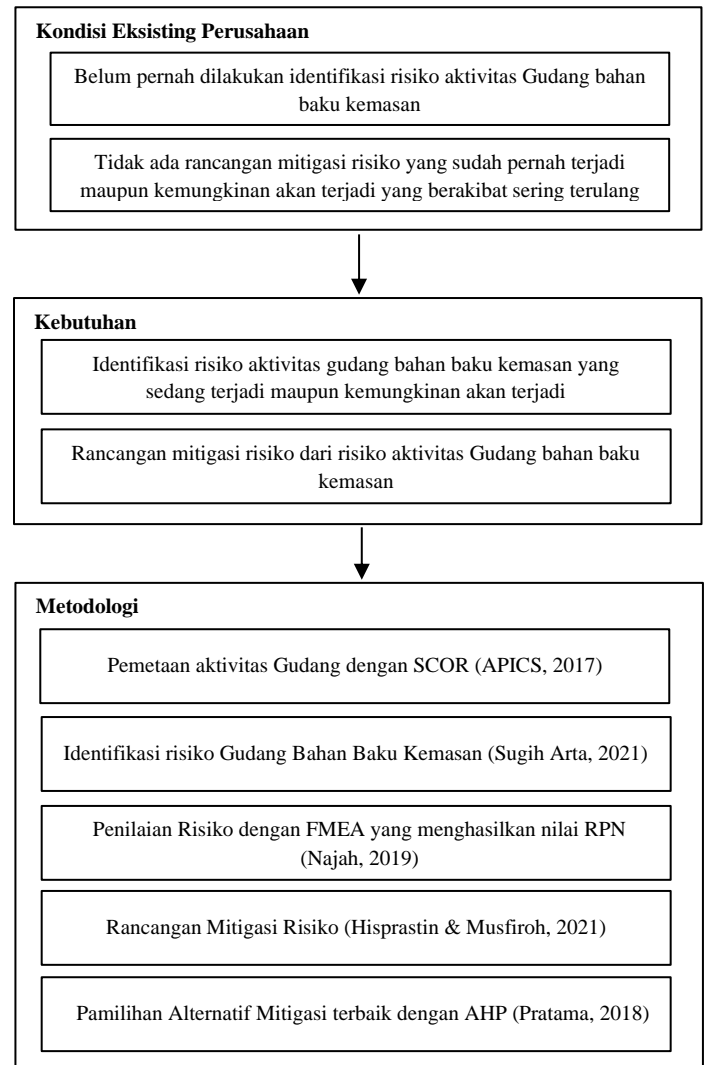 Kondisi Eksisting Perusahaan
Belum pernah dilakukan identifikasi risiko aktivitas Gudang bahan
baku kemasan
Tidak ada rancangan mitigasi risiko yang sudah pernah terjadi
maupun kemungkinan akan terjadi yang berakibat sering terulang
Kebutuhan
Identifikasi risiko aktivitas gudang bahan baku kemasan yang
sedang terjadi maupun kemungkinan akan terjadi
Rancangan mitigasi risiko dari risiko aktivitas Gudang bahan baku
kemasan
Metodologi
Pemetaan aktivitas Gudang dengan SCOR (APICS, 2017)
Identifikasi risiko Gudang Bahan Baku Kemasan (Sugih Arta, 2021)
Penilaian Risiko dengan FMEA yang menghasilkan nilai RPN
(Najah, 2019)
Rancangan Mitigasi Risiko (Hisprastin & Musfiroh, 2021)
Pamilihan Alternatif Mitigasi terbaik dengan AHP (Pratama, 2018)